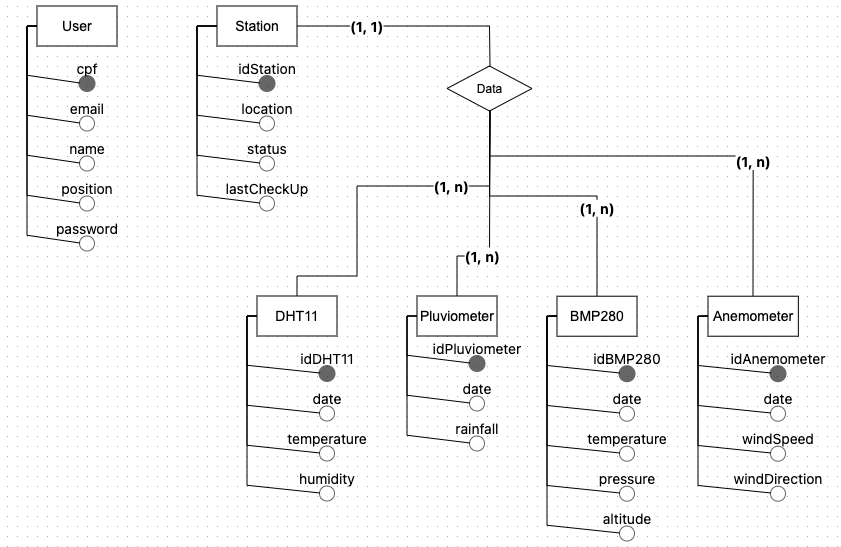 User
cpf
email
name
position
password
Station
idStation
location
status
lastCheckUp
(1, 1)
Data
(1, n)
(1, n)
(1, n)
(1, n)
DHT11
idDHT11
date
temperature
humidity
Pluviometer
idPluviometer
date
rainfall
BMP280
idBMP280
date
temperature
pressure
altitude
Anemometer
idAnemometer
date
windSpeed
windDirection